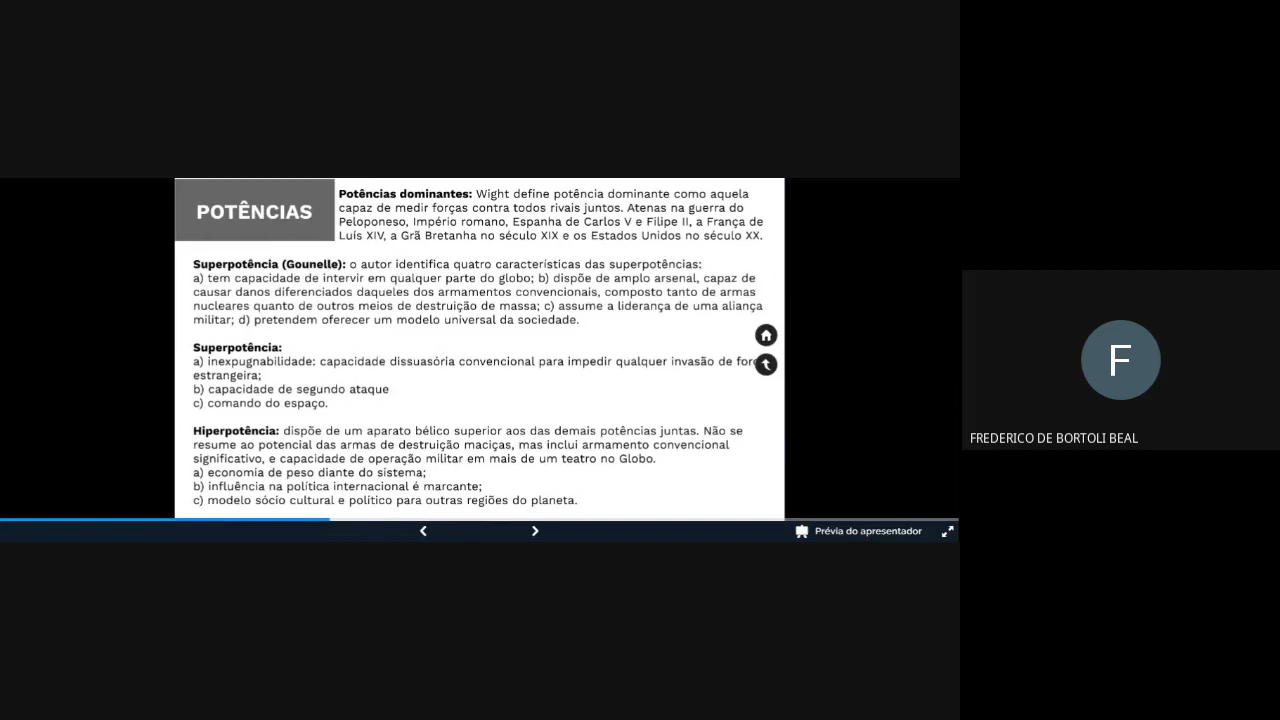 POTÊNCIAS
Potências dominantes: Wight define potência dominante como aquela
capaz de medir forças contra todos rivais juntos. Atenas na guerra do
Peloponeso, Império romano, Espanha de Carlos V e Filipe II, a França de
Luís XIV, a Grã Bretanha no século XIX e os Estados Unidos no século XX.
Superpotência (Gounelle): o autor identifica quatro características das superpotências:
a) tem capacidade de intervir em qualquer parte do globo; b) dispõe de amplo arsenal, capaz de
causar danos diferenciados daqueles dos armamentos convencionais, composto tanto de armas
nucleares quanto de outros meios de destruição de massa; c) assume a liderança de uma aliança
militar; d) pretendem oferecer um modelo universal da sociedade.
Superpotência:
a) inexpugnabilidade: capacidade dissuasória convencional para impedir qualquer invasão de
estrangeira;
b) capacidade de segundo ataque
c) comando do espaço.
Hiperpotência: dispõe de um aparato bélico superior aos das demais potências juntas. Não se
resume ao potencial das armas de destruição maciças, mas inclui armamento convencional
significativo, e capacidade de operação militar em mais de um teatro no Globo.
a) economia de peso diante do sistema;
b) influência na política internacional é marcante;
c) modelo sócio cultural e político para outras regiões do planeta.
Prévia do apresentador
F
FREDERICO DE BORTOLI BEAL